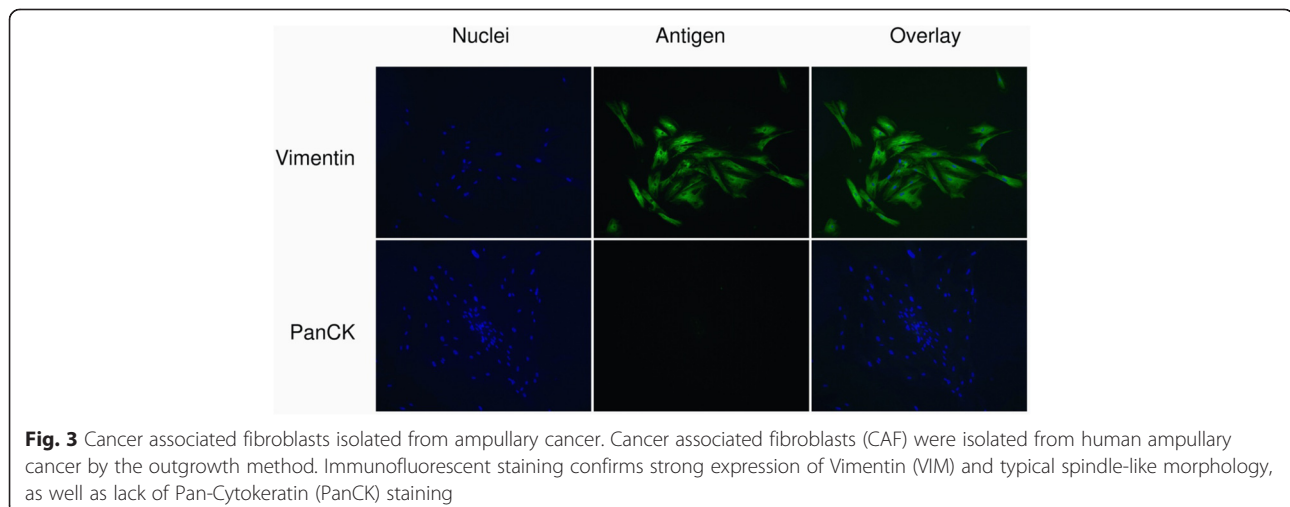 Nuclei Antigen Overlay
Vimentin
PanCK
Fig. 3 Cancer associated fibroblasts isolated from ampullary cancer. Cancer associated fibroblasts (CAF) were isolated from human ampullary
cancer by the outgrowth method. Immunofluorescent staining confirms strong expression of Vimentin (VIM) and typical spindle-like morphology,
as well as lack of Pan-Cytokeratin (PanCK) staining